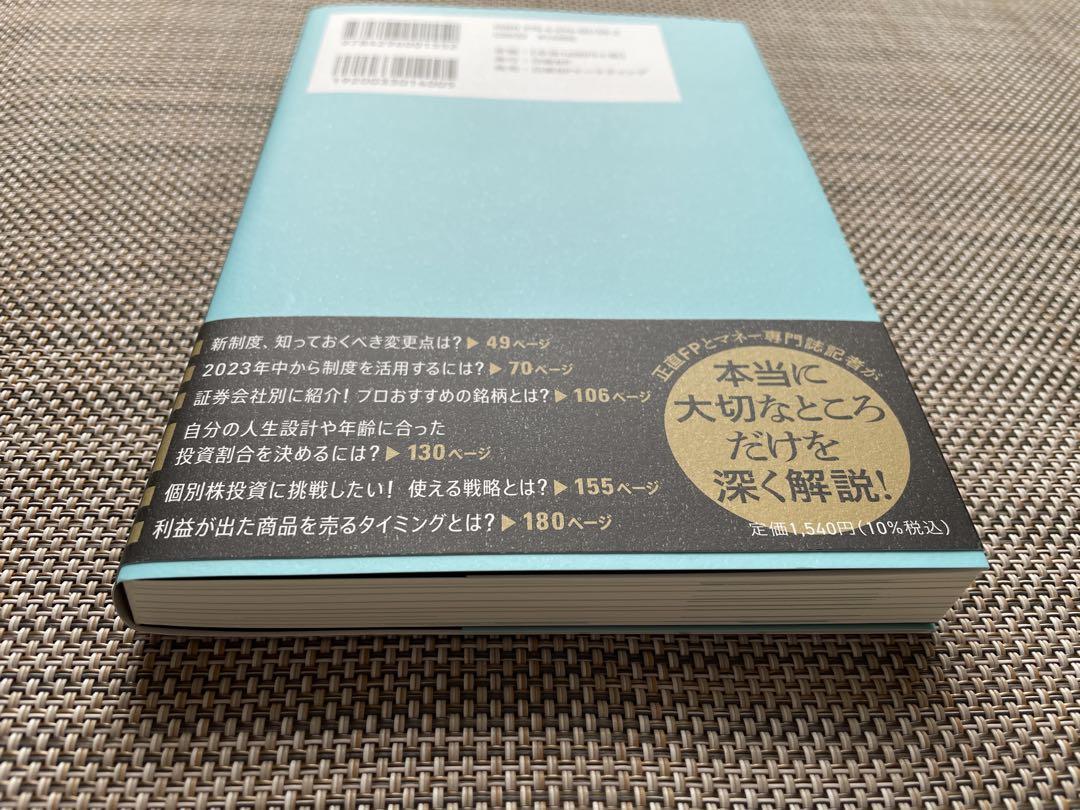 新制度、知っておくべき変更点は?▶49ページ
2023年中から制度を活用するには?▶70ページ
証券会社別に紹介! プロおすすめの銘柄とは?▶106ページ
自分の人生設計や年齢に合った
投資割合を決めるには?▶130ページ
個別株投資に挑戦したい! 使える戦略とは?▶155ページ
利益が出た商品を売るタイミングとは?▶180ページ
正直FPとマネー専門誌記者が
本当に
大切なところ
だけを
深く解説!
定価1,540円(10%税込)